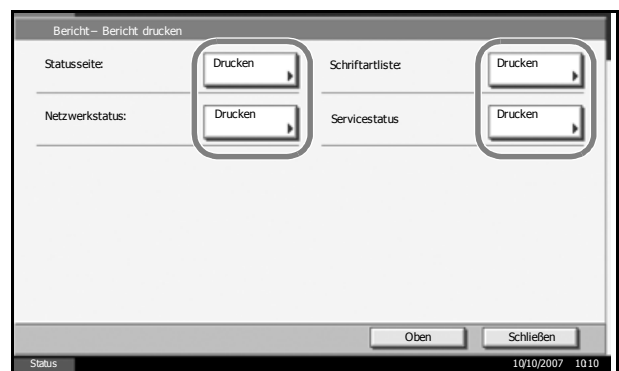 Bericht – Bericht drucken
Statusseite: Drucken Schriftartliste: Drucken
Netzwerkstatus: Drucken Servicestatus Drucken
Oben Schließen
Status 10/10/2007 10:10